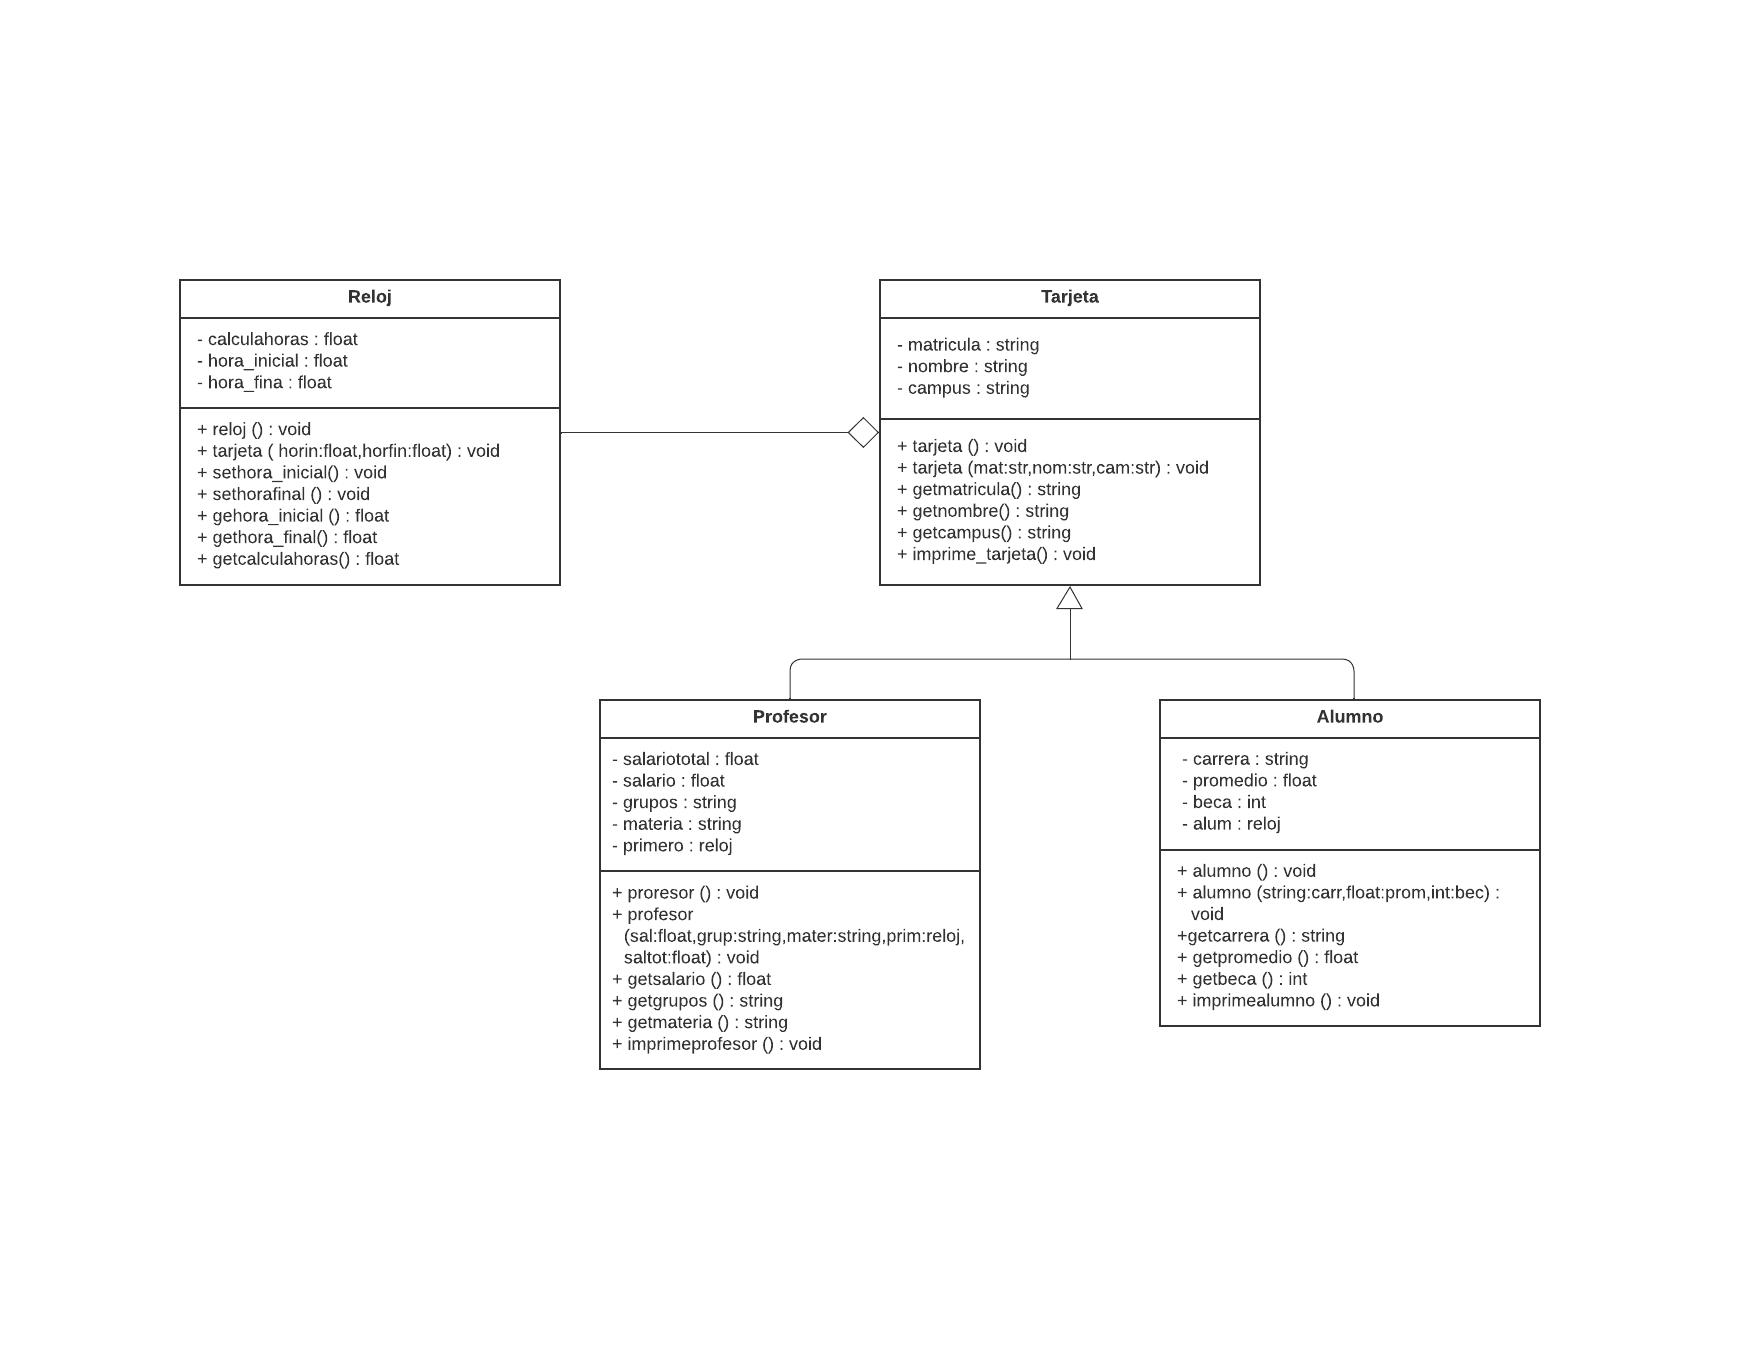 Reloj
- calculahoras : float
- hora_inicial : float
- hora_fina : float
+ reloj () : void
+ tarjeta ( horin:float,horfin:float) : void
+ sethora_inicial() : void
+ sethorafinal () : void
+ gehora_inicial () : float
+ gethora_final() : float
+ getcalculahoras() : float
Tarjeta
- matricula : string
- nombre : string
- campus : string
+ tarjeta () : void
+ tarjeta (mat:str,nom:str,cam:str) : void
+ getmatricula() : string
+ getnombre() : string
+ getcampus() : string
+ imprime_tarjeta() : void
Profesor
- salariototal : float
- salario : float
- grupos : string
- materia : string
- primero : reloj
+ proresor () : void
+ profesor
(sal:float,grup:string,mater:string,prim:reloj,
saltot:float) : void
+ getsalario () : float
+ getgrupos () : string
+ getmateria () : string
+ imprimeprofesor () : void
Alumno
- carrera : string
- promedio : float
- beca : int
- alum : reloj
+ alumno () : void
+ alumno (string:carr,float:prom,int:bec) :
void
+getcarrera () : string
+ getpromedio () : float
+ getbeca () : int
+ imprimealumno () : void